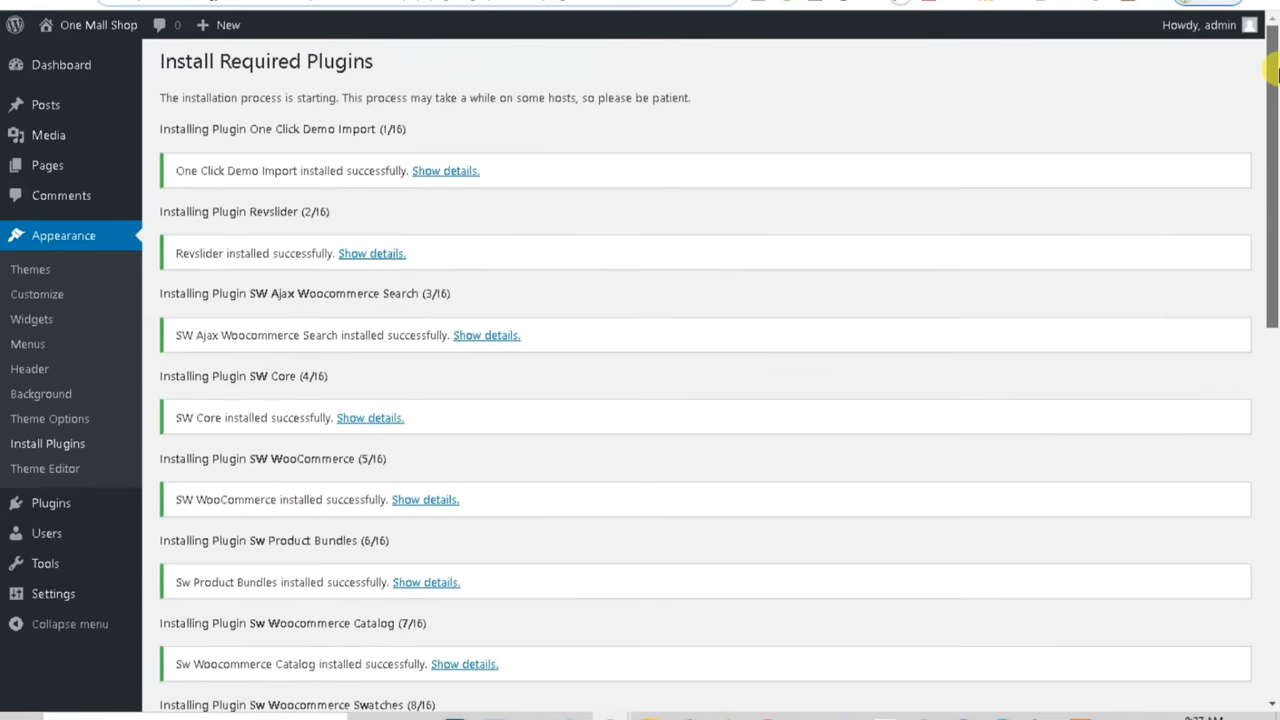 One Mall Shop 0 New Howdy, admin
Dashboard
Posts
Media
Pages
Comments
Appearance
Themes
Customize
Widgets
Menus
Header
Background
Theme Options
Install Plugins
Theme Editor
Plugins
Users
Tools
Settings
Collapse menu
Install Required Plugins
The installation process is starting. This process may take a while on some hosts, so please be patient.
Installing Plugin One Click Demo Import (1/16)
One Click Demo Import installed successfully. Show details.
Installing Plugin Revslider (2/16)
Revslider installed successfully. Show details.
Installing Plugin SW Ajax Woocommerce Search (3/16)
SW Ajax Woocommerce Search installed successfully. Show details.
Installing Plugin SW Core (4/16)
SW Core installed successfully. Show details.
Installing Plugin SW WooCommerce (5/16)
SW WooCommerce installed successfully. Show details.
Installing Plugin Sw Product Bundles (6/16)
Sw Product Bundles installed successfully. Show details.
Installing Plugin Sw Woocommerce Catalog (7/16)
Sw Woocommerce Catalog installed successfully. Show details.
Installing Plugin Sw Woocommerce Swatches (8/16)